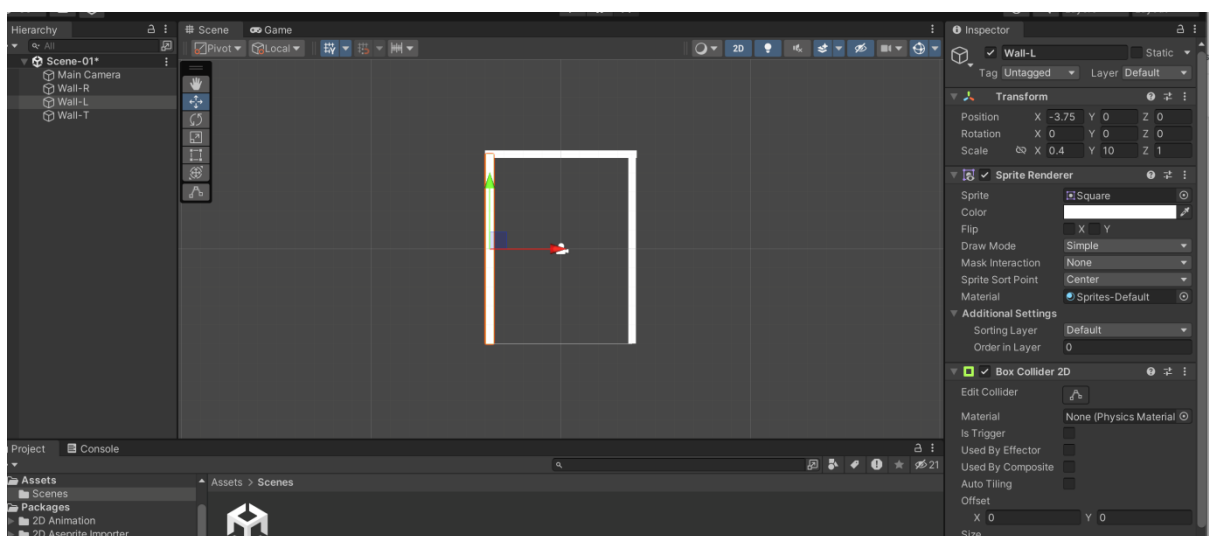 Hierarchy
Scene
Game
Inspector
All
Pivot
Local
2D
Wall-L
Static
Scene-01*
Tag Untagged Layer Default
Main Camera
Wall-R
Wall-L
Wall-T
Transform
Position X -3.75 Y 0 Z 0
Rotation X 0 Y 0 Z 0
Scale X 0.4 Y 10 Z 1
Sprite Renderer
Sprite Square
Color
Flip X Y
Draw Mode Simple
Mask Interaction None
Sprite Sort Point Center
Material Sprites-Default
Additional Settings
Sorting Layer Default
Order in Layer 0
Box Collider 2D
Edit Collider
Material None (Physics Material
Is Trigger
Used By Effector
Used By Composite
Auto Tiling
Offset
X 0 Y 0
Size
Project
Console
21
Assets
Scenes
Packages
2D Animation
2D Aseprite Importer
Assets > Scenes